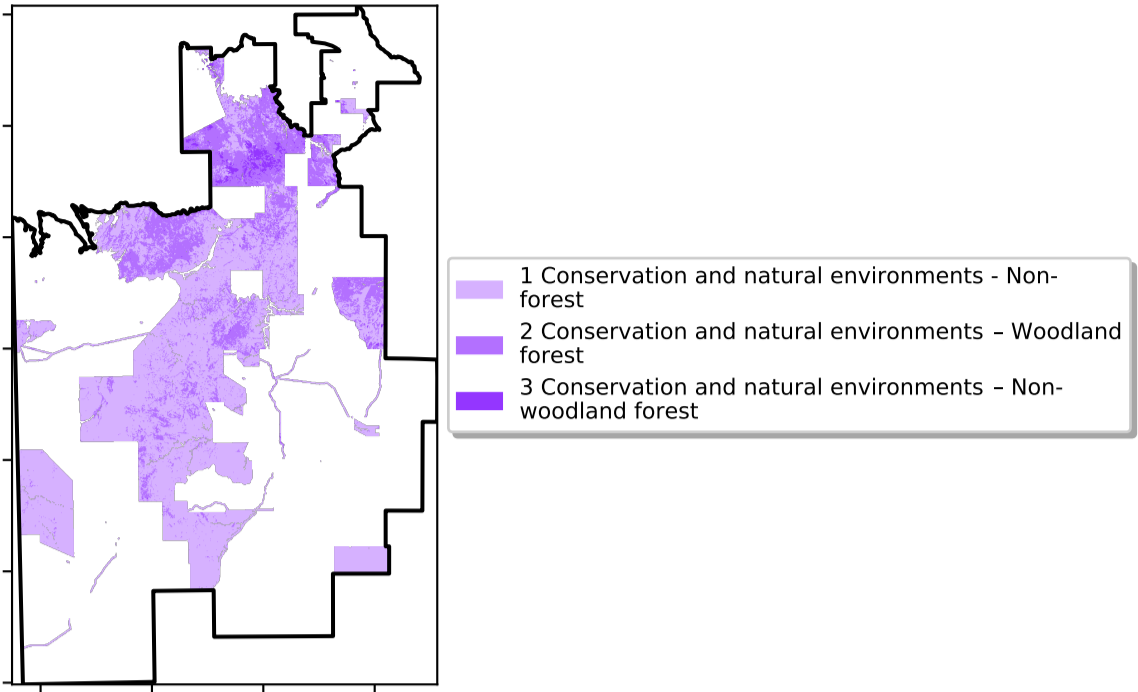 1 Conservation and natural environments - Non-
forest
2 Conservation and natural environments – Woodland
forest
3 Conservation and natural environments – Non-
woodland forest